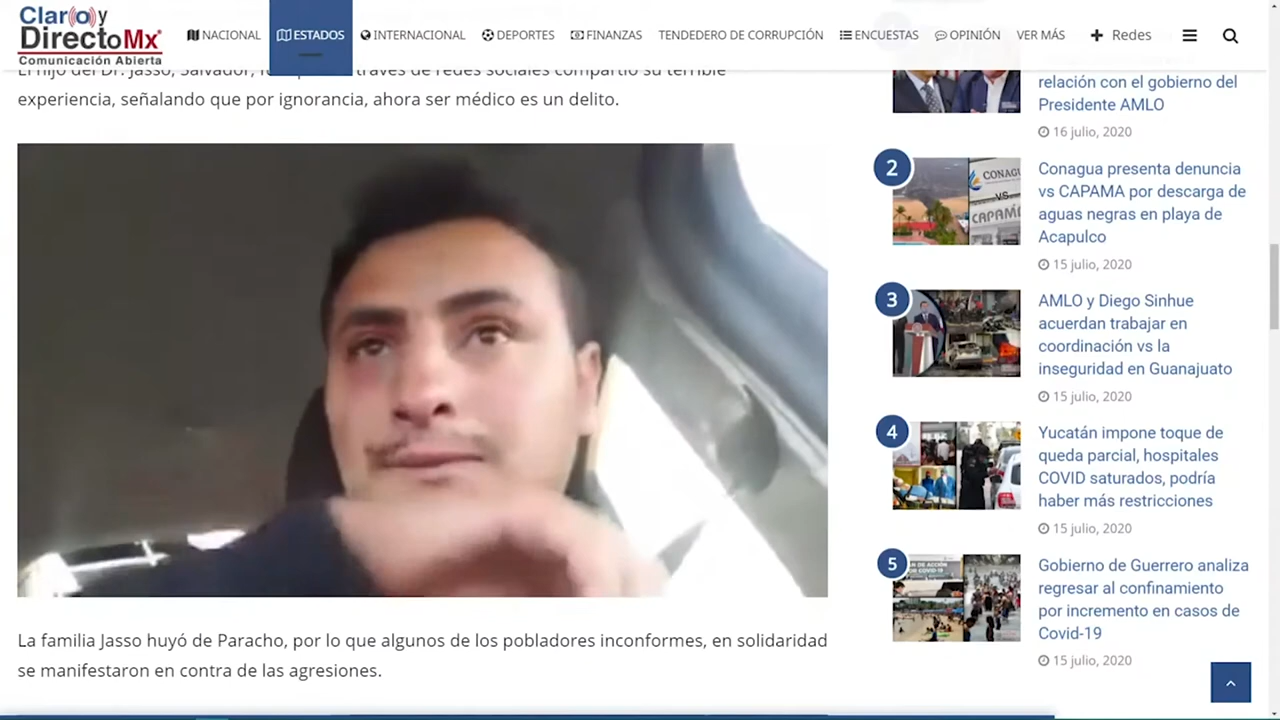 Claro y
DirectoMx
Comunicación Abierta
NACIONAL
ESTADOS
INTERNACIONAL
DEPORTES
FINANZAS
TENDEDERO DE CORRUPCIÓN
ENCUESTAS
OPINIÓN
VER MÁS
Redes
experiencia, señalando que por ignorancia, ahora ser médico es un delito.
La familia Jasso huyó de Paracho, por lo que algunos de los pobladores inconformes, en solidaridad
se manifestaron en contra de las agresiones.
relación con el gobierno del
Presidente AMLO
16 julio, 2020
2
CONAGU
VS
CAPAMA
Conagua presenta denuncia
vs CAPAMA por descarga de
aguas negras en playa de
Acapulco
15 julio, 2020
3
AMLO y Diego Sinhue
acuerdan trabajar en
coordinación vs la
inseguridad en Guanajuato
15 julio, 2020
4
Yucatán impone toque de
queda parcial, hospitales
COVID saturados, podría
haber más restricciones
15 julio, 2020
5
Gobierno de Guerrero analiza
regresar al confinamiento
por incremento en casos de
Covid-19
15 julio, 2020